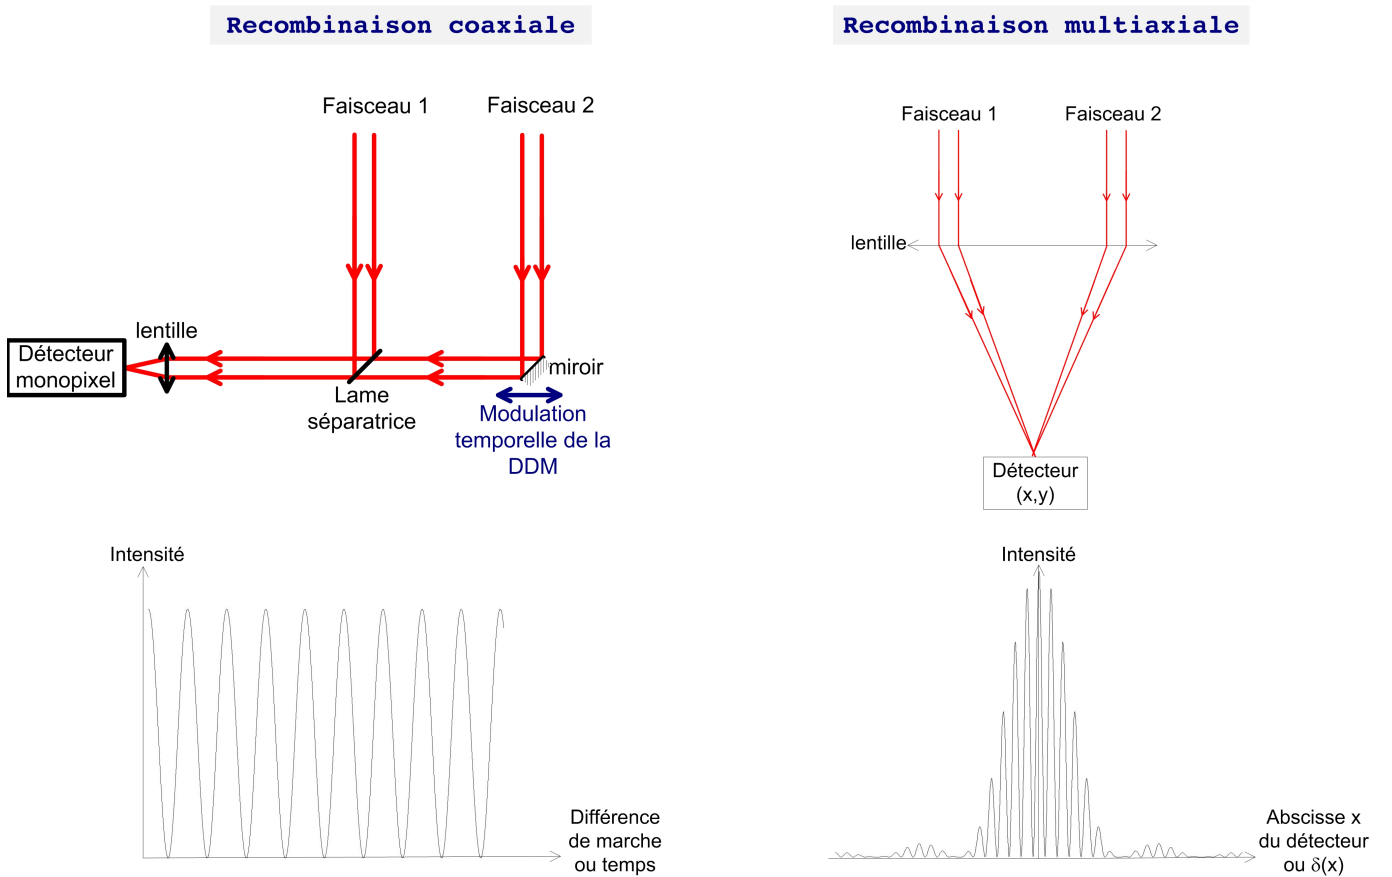 Recombinaison coaxiale
Faisceau 1
Faisceau 2
lentille
Détecteur
monopixel
miroir
Lame
séparatrice
Modulation
temporelle de la
DDM
Intensité
Différence
de marche
ou temps
Recombinaison multiaxiale
Faisceau 1
Faisceau 2
lentille
Détecteur
(x,y)
Intensité
Abscisse x
du détecteur
ou δ(x)